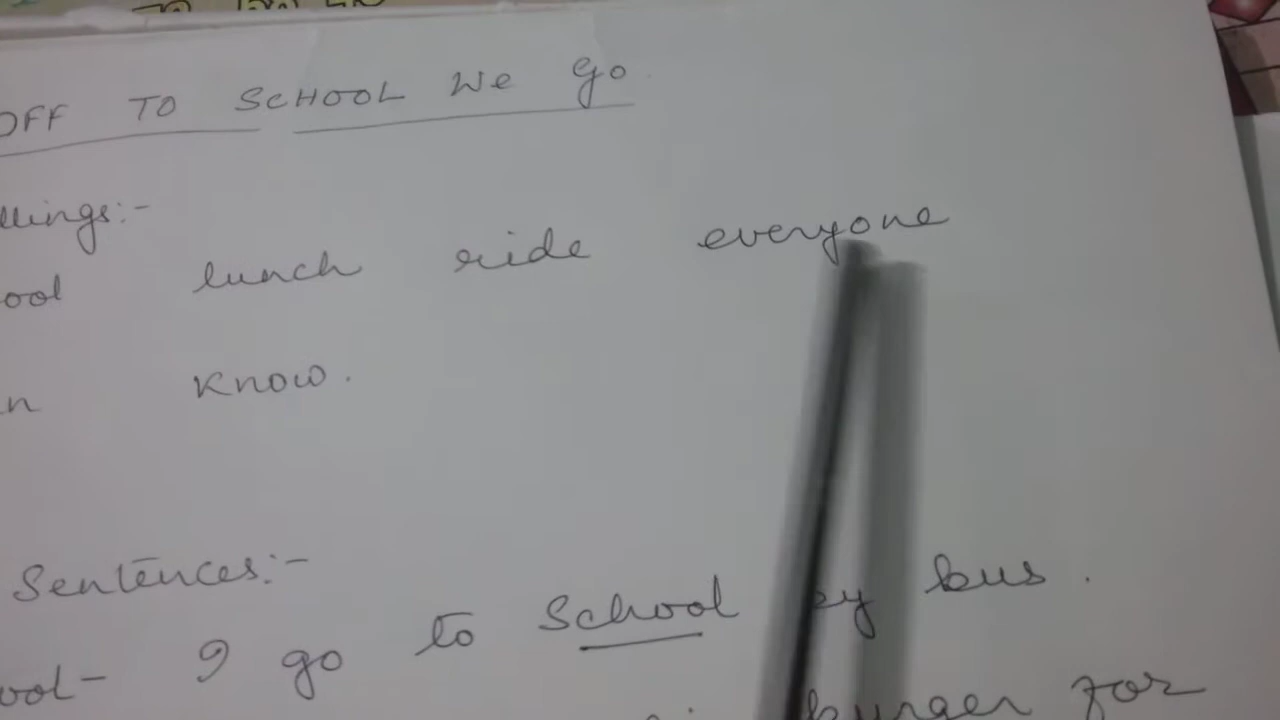 OFF TO SCHOOL We go
llings:-
ool lunch ride everyone
n know.
Sentences:-
ool- I go to School by bus.
burger for